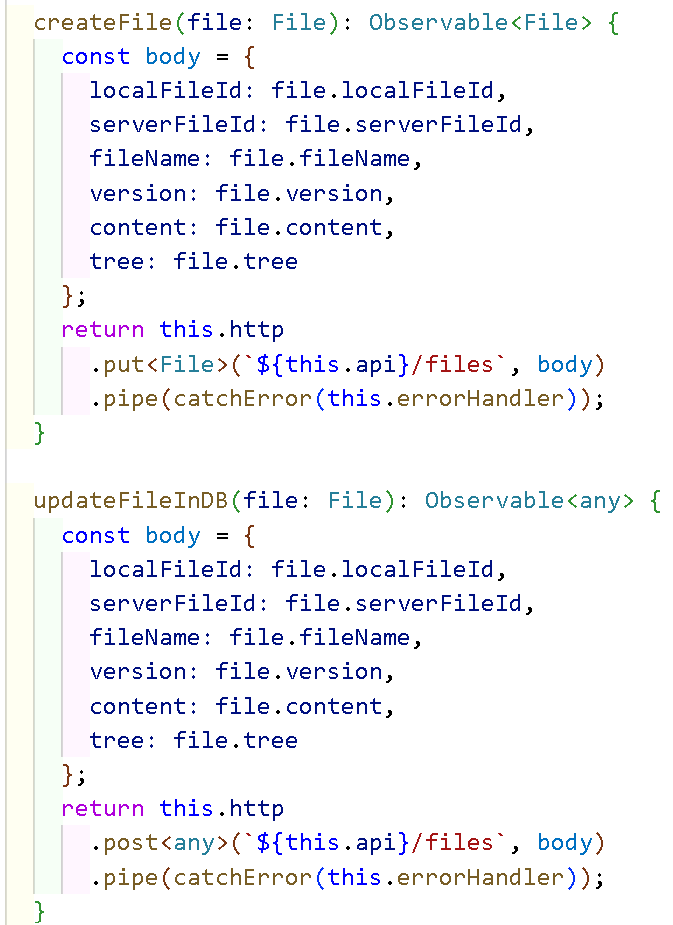 createFile(file: File): Observable<File> {
  const body = {
    localFileId: file.localFileId,
    serverFileId: file.serverFileId,
    fileName: file.fileName,
    version: file.version,
    content: file.content,
    tree: file.tree
  };
  return this.http
    .put<File>(`${this.api}/files`, body)
    .pipe(catchError(this.errorHandler));
}

updateFileInDB(file: File): Observable<any> {
  const body = {
    localFileId: file.localFileId,
    serverFileId: file.serverFileId,
    fileName: file.fileName,
    version: file.version,
    content: file.content,
    tree: file.tree
  };
  return this.http
    .post<any>(`${this.api}/files`, body)
    .pipe(catchError(this.errorHandler));
}